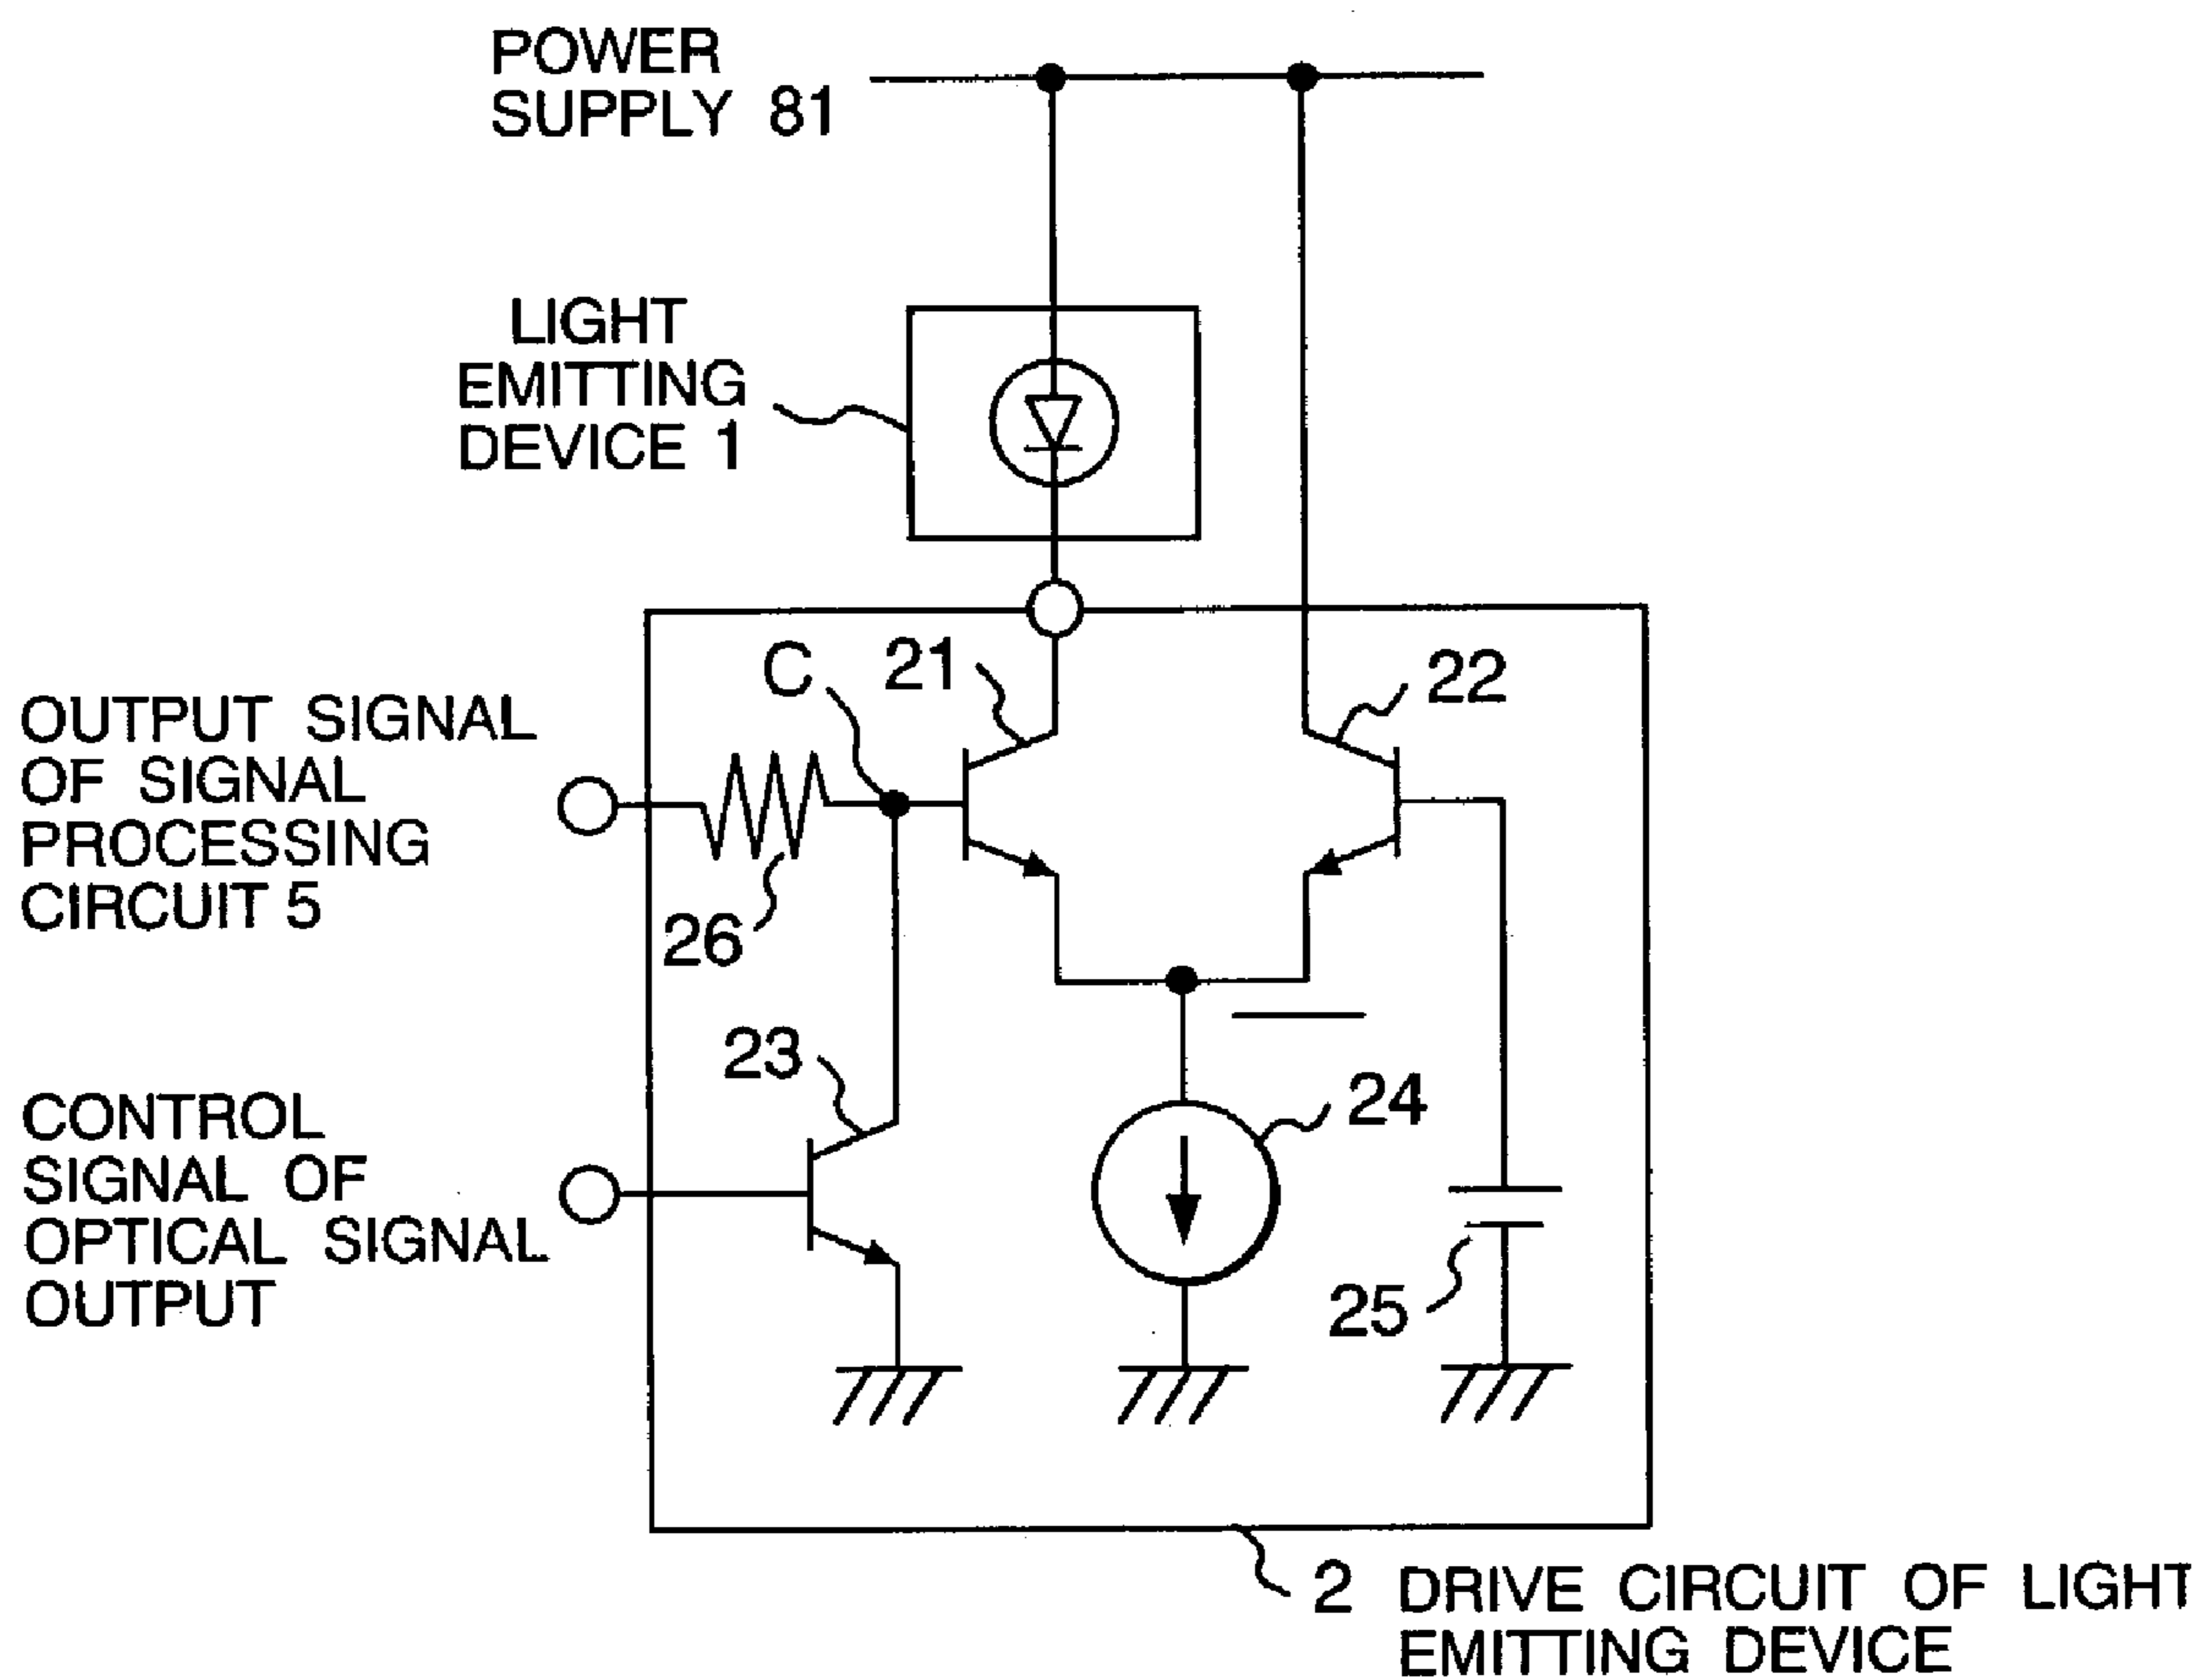 POWER
SUPPLY 81
LIGHT
EMITTING
DEVICE 1
C
21
22
OUTPUT SIGNAL
OF SIGNAL
PROCESSING
CIRCUIT 5
26
23
24
CONTROL
SIGNAL OF
OPTICAL SIGNAL
OUTPUT
25
2 DRIVE CIRCUIT OF LIGHT
EMITTING DEVICE